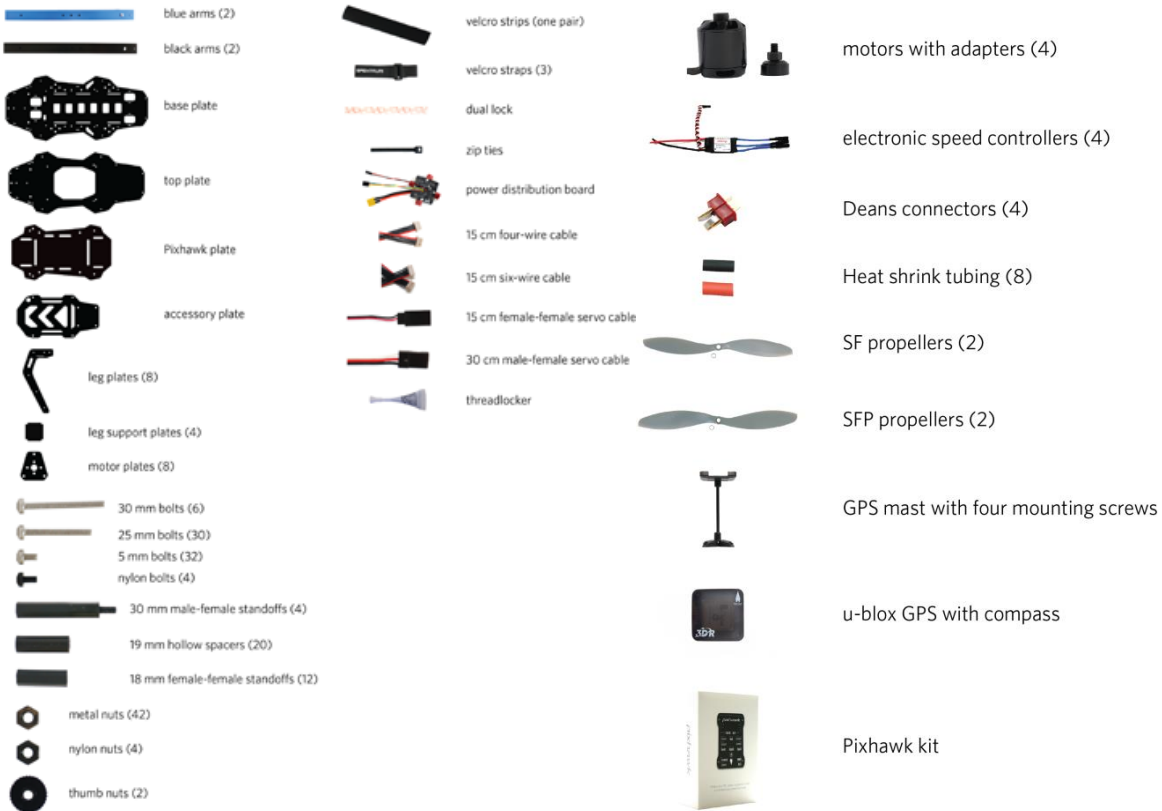 blue arms (2)
black arms (2)
base plate
top plate
Pixhawk plate
accessory plate
leg plates (8)
leg support plates (4)
motor plates (8)
30 mm bolts (6)
25 mm bolts (30)
5 mm bolts (32)
nylon bolts (4)
30 mm male-female standoffs (4)
19 mm hollow spacers (20)
18 mm female-female standoffs (12)
metal nuts (42)
nylon nuts (4)
thumb nuts (2)
velcro strips (one pair)
velcro straps (3)
dual lock
zip ties
power distribution board
15 cm four-wire cable
15 cm six-wire cable
15 cm female-female servo cable
30 cm male-female servo cable
threadlocker
motors with adapters (4)
electronic speed controllers (4)
Deans connectors (4)
Heat shrink tubing (8)
SF propellers (2)
SFP propellers (2)
GPS mast with four mounting screws
u-blox GPS with compass
3DR
Pixhawk kit